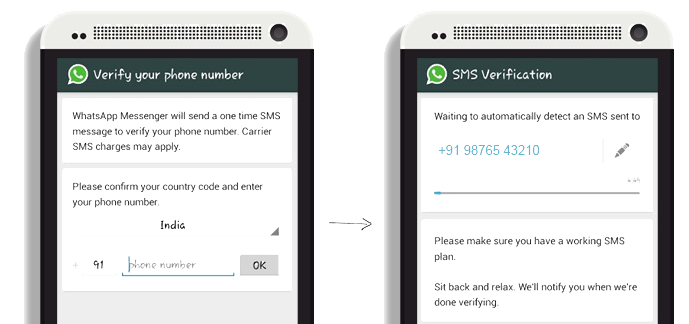 Verify your phone number
WhatsApp Messenger will send a one time SMS
message to verify your phone number. Carrier
SMS charges may apply.
Please confirm your country code and enter
your phone number.
India
+ 91 phone number OK
SMS Verification
Waiting to automatically detect an SMS sent to
+91 98765 43210
Please make sure you have a working SMS
plan.
Sit back and relax. We'll notify you when we're
done verifying.